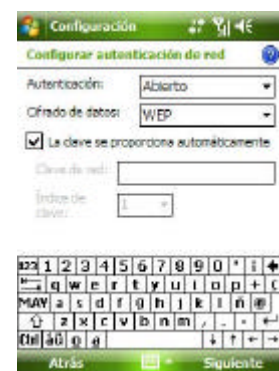 Configuración
Configurar autenticación de red
Autenticación: Abierto
Cifrado de datos: WEP
La clave se proporciona automáticamente
Clave de red:
Índice de clave: 1
123 1 2 3 4 5 6 7 8 9 0 ' ¡
q w e r t y u i o p + ç
MAY a s d f g h j k l ñ
z x c v b n m , . -
Ctrl áü º ª
Atrás Siguiente